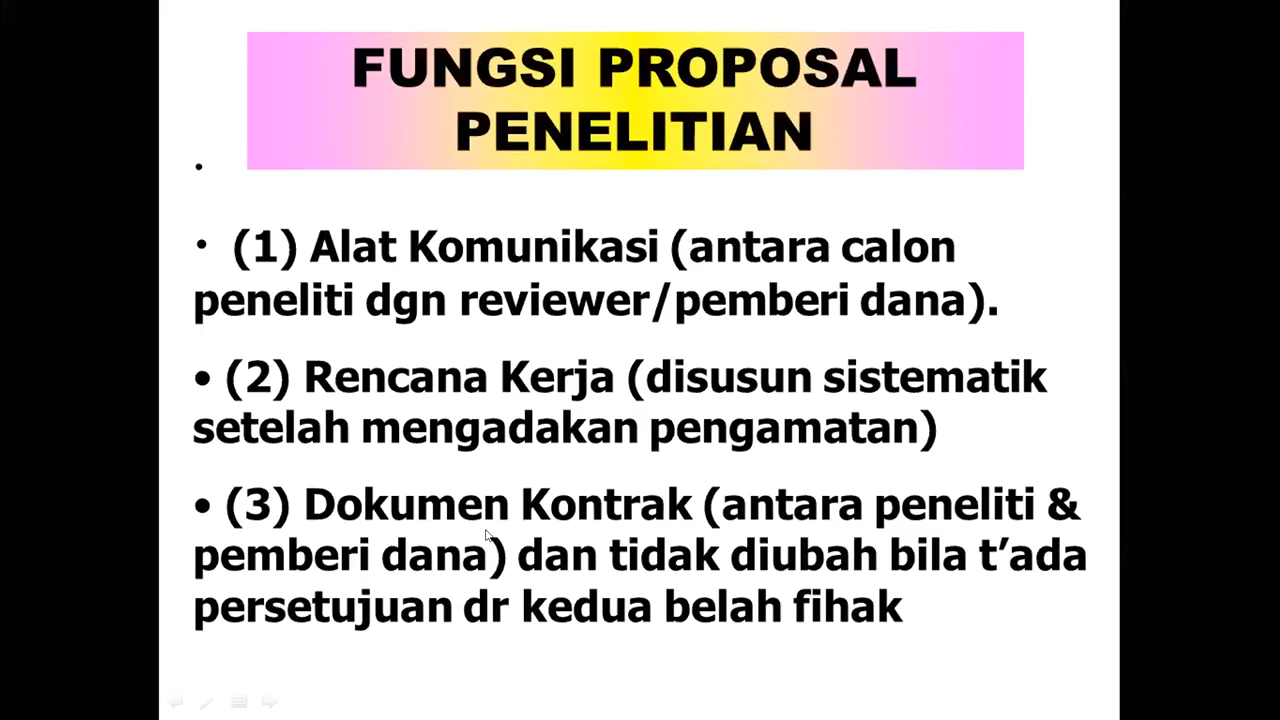 FUNGSI PROPOSAL
PENELITIAN
•
• (1) Alat Komunikasi (antara calon
peneliti dgn reviewer/pemberi dana).
• (2) Rencana Kerja (disusun sistematik
setelah mengadakan pengamatan)
• (3) Dokumen Kontrak (antara peneliti &
pemberi dana) dan tidak diubah bila t’ada
persetujuan dr kedua belah fihak